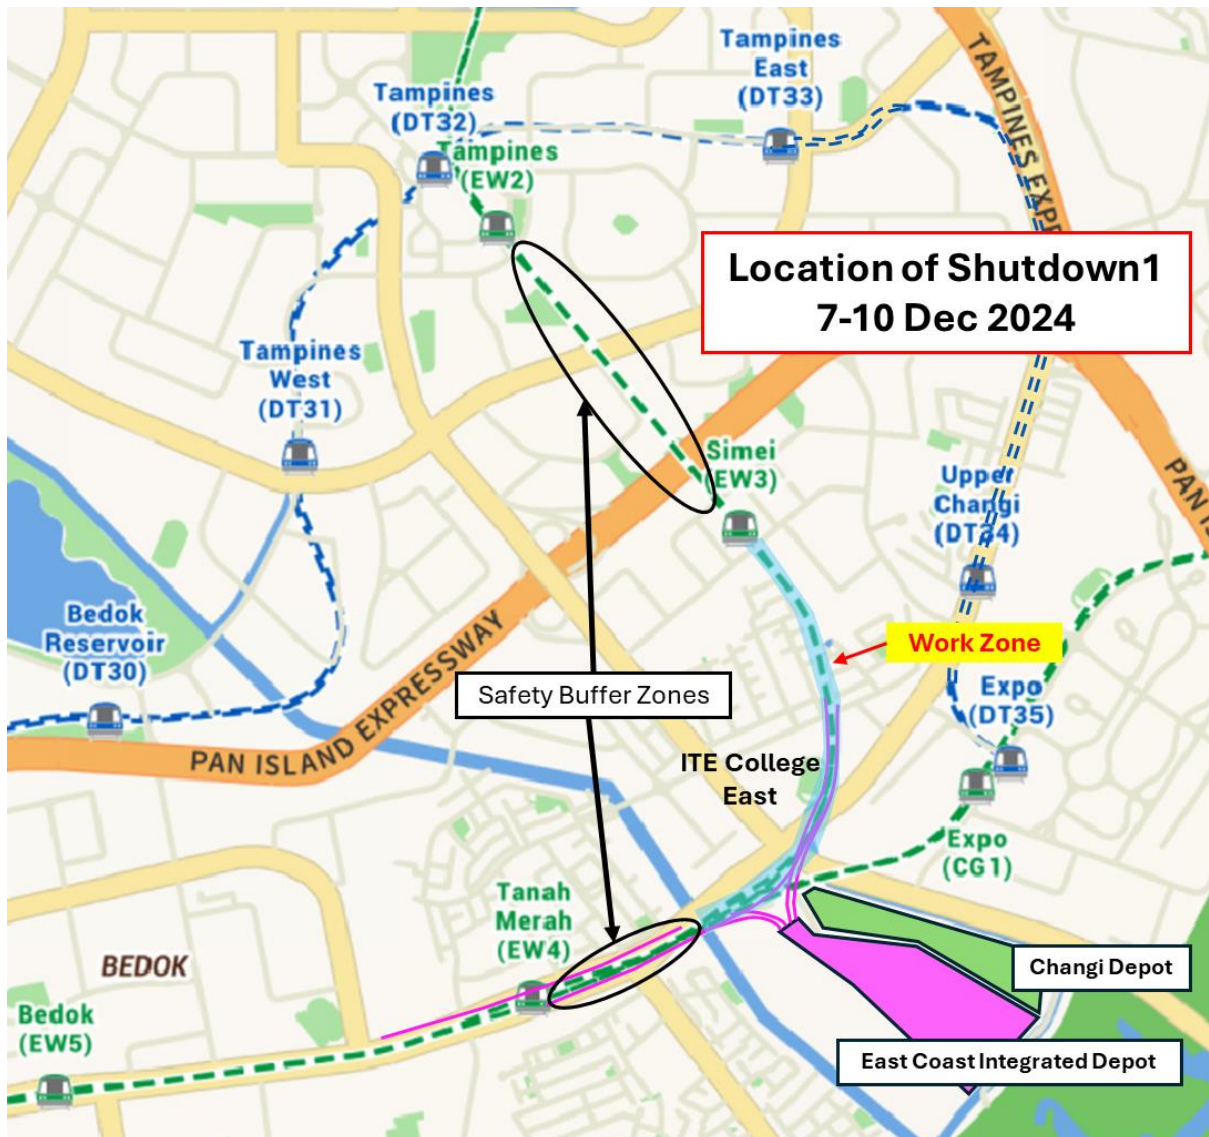 Tampines
East
(DT33)
TAMPINES EXPR
Tampines
(DT32)
Tampines
(EW2)
Location of Shutdown1
7-10 Dec 2024
Tampines
West
(DT31)
Simei
(EW3)
Upper
Changi
(DT34)
PAN IS
Bedok
Reservoir
(DT30)
Work Zone
Safety Buffer Zones
Expo
(DT35)
PAN ISLAND EXPRESSWAY
ITE College
East
Expo
(CG1)
Tanah
Merah
(EW4)
BEDOK
Changi Depot
Bedok
(EW5)
East Coast Integrated Depot